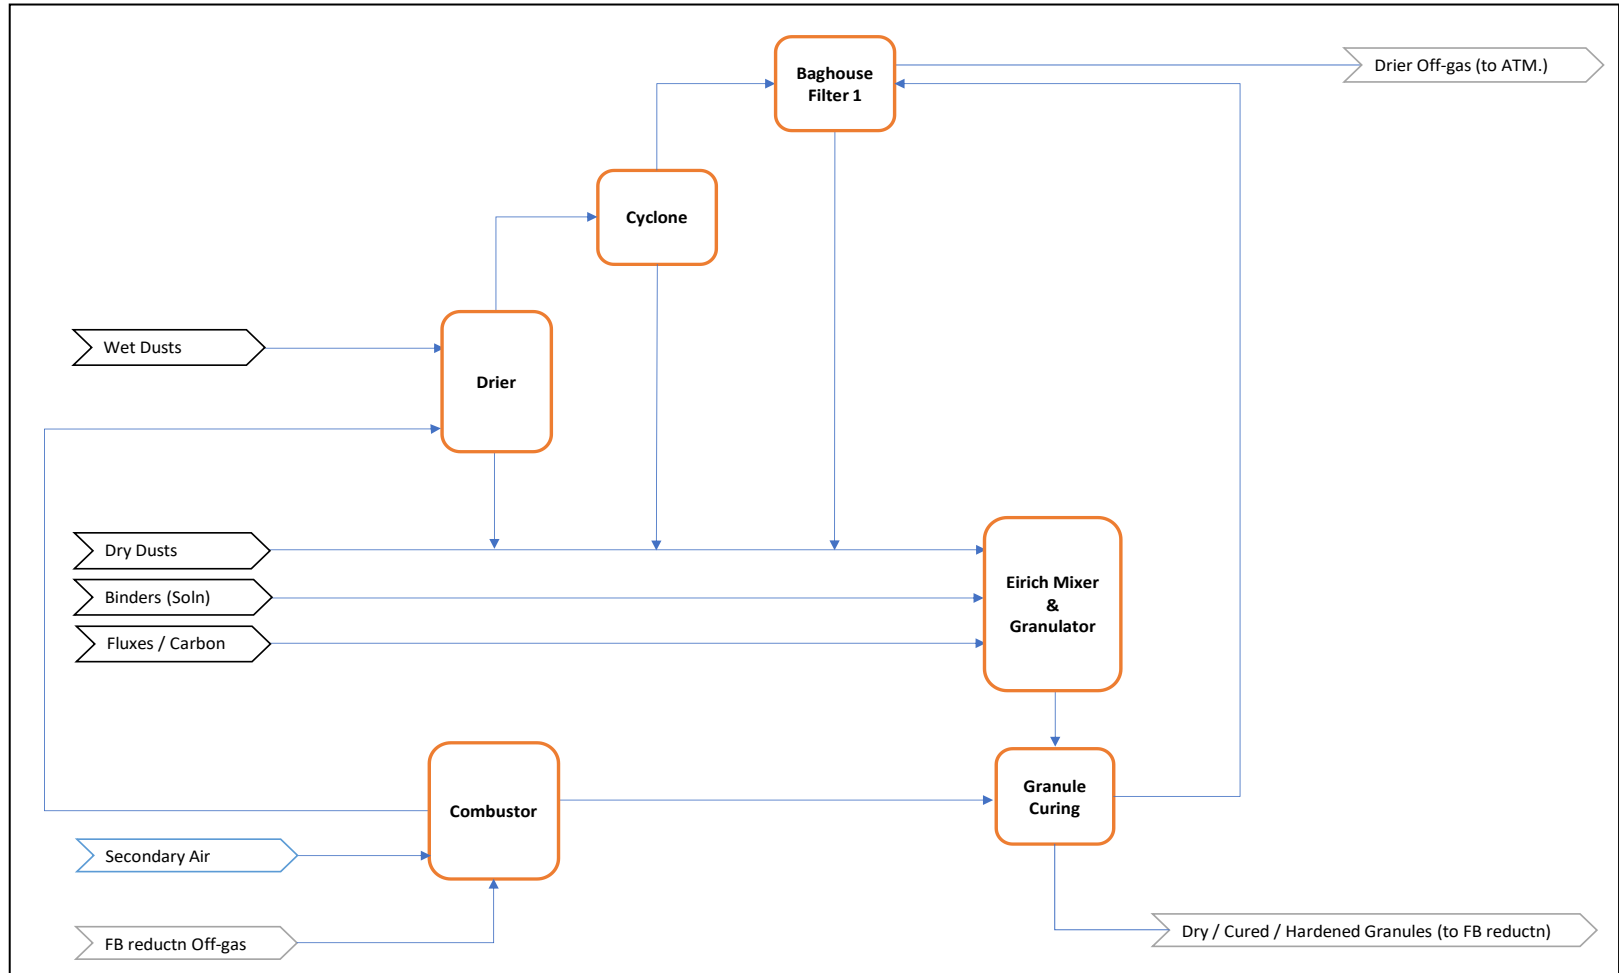 Baghouse
Filter 1
Drier Off-gas (to ATM.)
Cyclone
Wet Dusts
Drier
Dry Dusts
Binders (Soln)
Fluxes / Carbon
Eirich Mixer
&
Granulator
Combustor
Granule
Curing
Secondary Air
FB reductn Off-gas
Dry / Cured / Hardened Granules (to FB reductn)